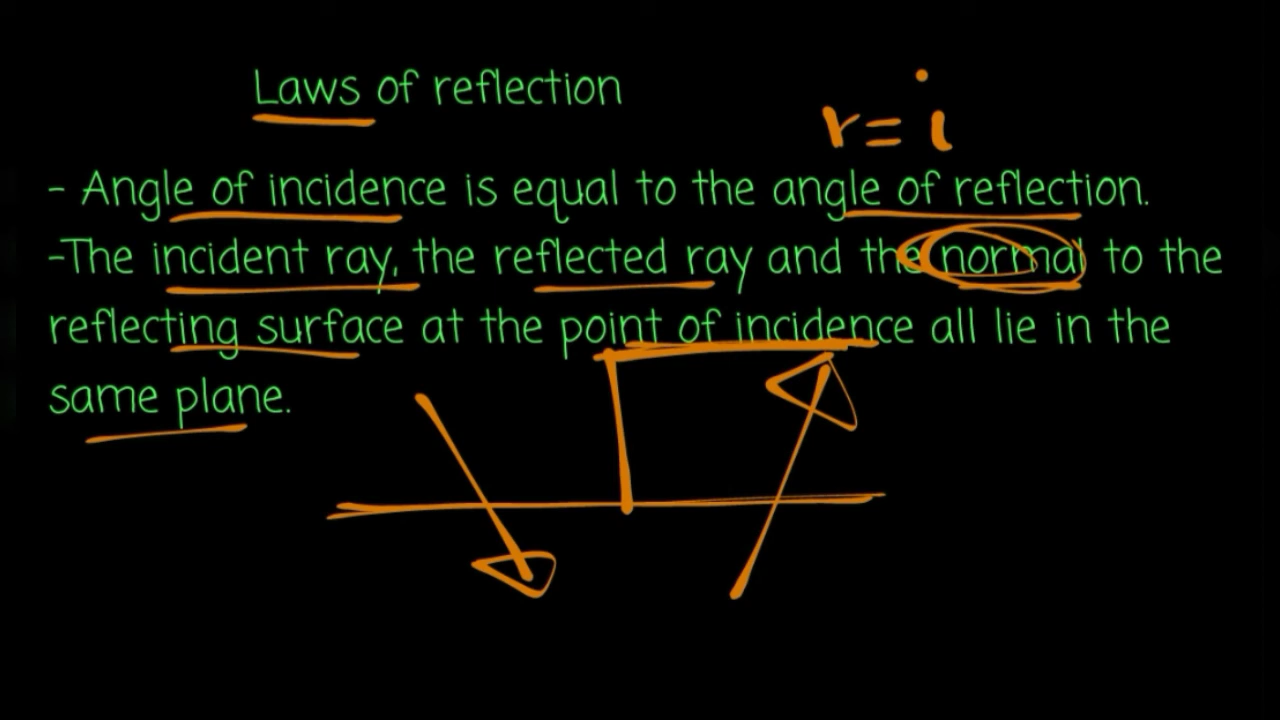 Laws of reflection
r = i
- Angle of incidence is equal to the angle of reflection.
-The incident ray, the reflected ray and the normal to the
reflecting surface at the point of incidence all lie in the
same plane.